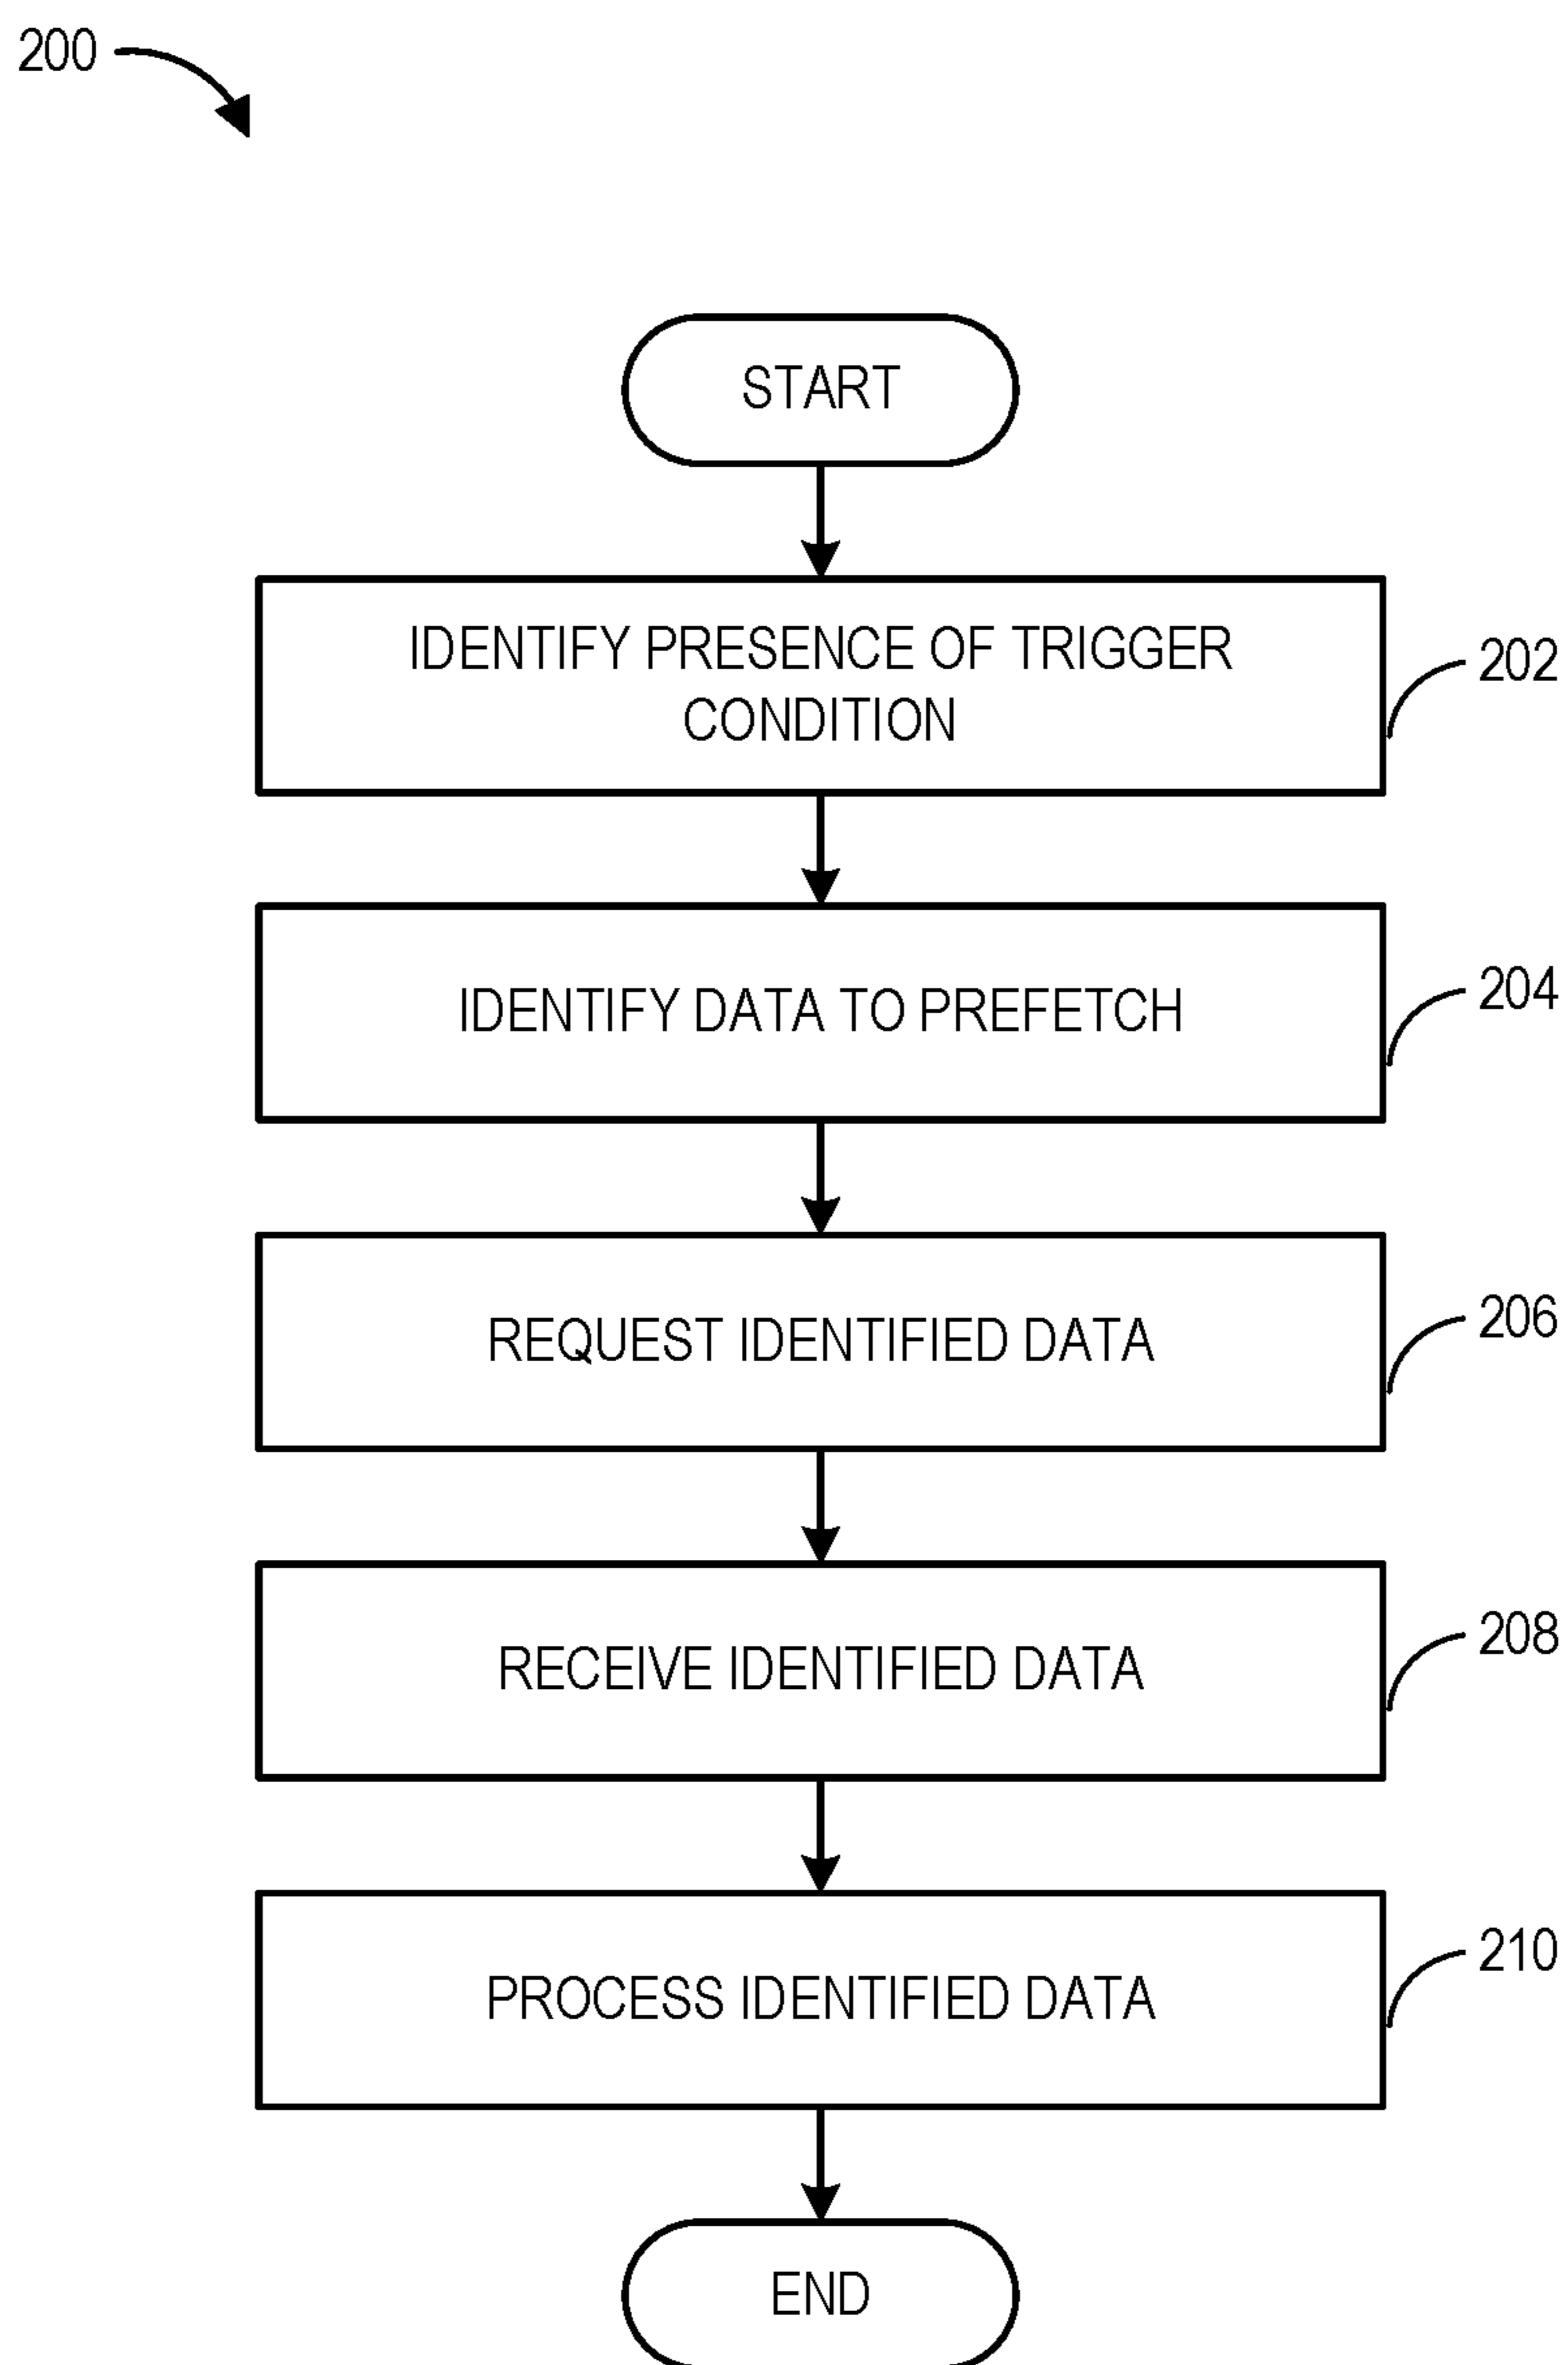 200
START
IDENTIFY PRESENCE OF TRIGGER
CONDITION
202
IDENTIFY DATA TO PREFETCH
204
REQUEST IDENTIFIED DATA
206
RECEIVE IDENTIFIED DATA
208
PROCESS IDENTIFIED DATA
210
END